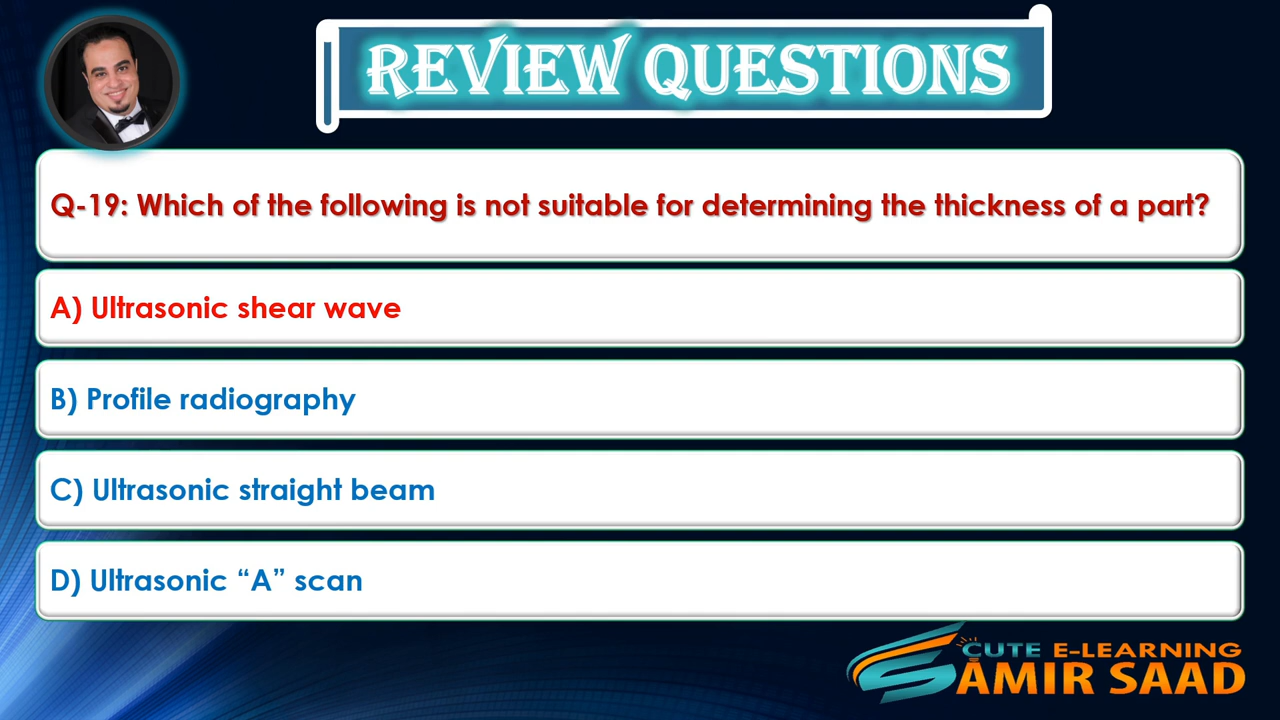 REVIEW QUESTIONS
Q-19: Which of the following is not suitable for determining the thickness of a part?
A) Ultrasonic shear wave
B) Profile radiography
C) Ultrasonic straight beam
D) Ultrasonic “A” scan
CUTE E-LEARNING
AMIR SAAD